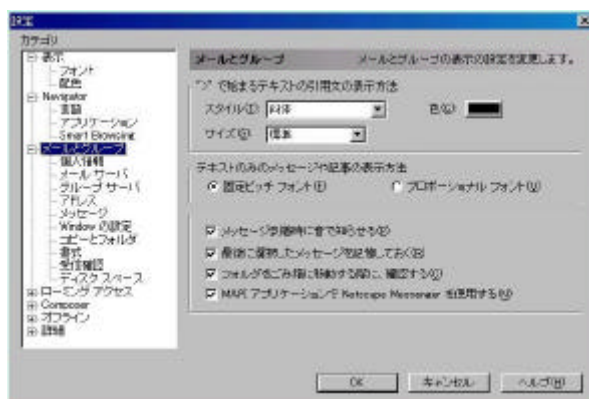 設定
カテゴリ
表示
フォント
配色
Navigator
言語
アプリケーション
Smart Browsing
メールとグループ
個人情報
メール サーバ
グループ サーバ
アドレス
メッセージ
Window の設定
コピーとフォルダ
書式
受信確認
ディスク スペース
ローミング アクセス
Composer
オフライン
詳細
メールとグループ メールとグループの表示の設定を変更します。
">" で始まるテキストの引用文の表示方法
スタイル(T): 斜体 色(C):
サイズ(Z): 標準
テキストのみのメッセージや記事の表示方法
固定ピッチ フォント(F) プロポーショナル フォント(V)
メッセージ受信時に音で知らせる(E)
最後に選択したメッセージを記憶しておく(B)
フォルダをごみ箱に移動する際に、確認する(C)
MAPI アプリケーションで Netscape Messenger を使用する(N)
OK キャンセル ヘルプ(H)